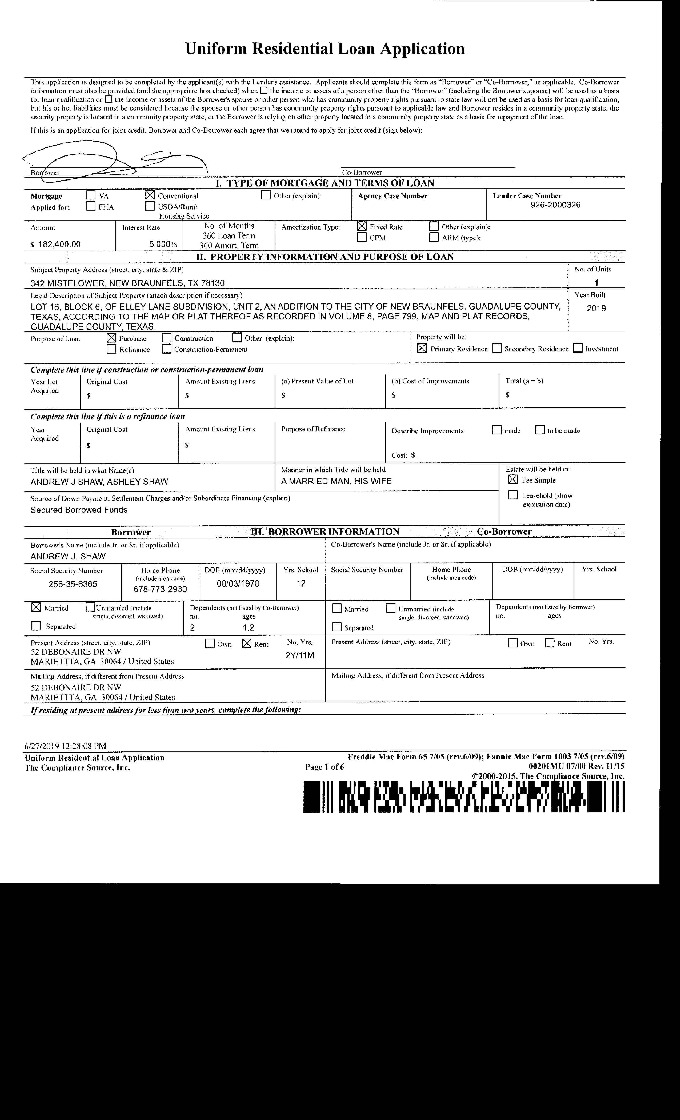 Uniform Residential Loan Application
This application is designed to be completed by the applicant(s) with the Lender's assistance. Applicants should complete this form as "Borrower" or "Co-Borrower," as applicable. Co-Borrower
information must also be provided (and the appropriate box checked) when ☐ the income or assets of a person other than the "Borrower" (including the Borrower's spouse) will be used as a basis
for loan qualification or ☐ the income or assets of the Borrower's spouse or other person who has community property rights pursuant to state law will not be used as a basis for loan qualification,
but his or her liabilities must be considered because the spouse or other person has community property rights pursuant to applicable law and Borrower resides in a community property state, the
security property is located in a community property state, or the Borrower is relying on other property located in a community property state as a basis for repayment of the loan.
If this is an application for joint credit, Borrower and Co-Borrower each agree that we intend to apply for joint credit (sign below):
Borrower Co-Borrower
I. TYPE OF MORTGAGE AND TERMS OF LOAN
Mortgage ☐ VA ☒ Conventional ☐ Other (explain): Agency Case Number Lender Case Number
Applied for: ☐ FHA ☐ USDA/Rural 926-2000326
Housing Service
Amount Interest Rate No. of Months Amortization Type: ☒ Fixed Rate ☐ Other (explain):
360 Loan Term
$ 182,400.00 5.000% 360 Amort. Term ☐ GPM ☐ ARM (type):
II. PROPERTY INFORMATION AND PURPOSE OF LOAN
Subject Property Address (street, city, state & ZIP) No. of Units
342 MISTFLOWER, NEW BRAUNFELS, TX 78130 1
Legal Description of Subject Property (attach description if necessary) Year Built
BLOCK 6, OF ELLEY LANE SUBDIVISION, UNIT 2, AN ADDITION TO THE CITY OF NEW BRAUNFELS, GUADALUPE COUNTY, 2019
TEXAS, ACCORDING TO THE MAP OR PLAT THEREOF AS RECORDED IN VOLUME 8, PAGE 799, MAP AND PLAT RECORDS,
GUADALUPE COUNTY, TEXAS
Purpose of Loan ☒ Purchase ☐ Construction ☐ Other (explain): Property will be:
☐ Refinance ☐ Construction-Permanent ☒ Primary Residence ☐ Secondary Residence ☐ Investment
Complete this line if construction or construction-permanent loan
Year Lot Original Cost Amount Existing Liens (a) Present Value of Lot (b) Cost of Improvements Total (a + b)
Acquired
$ $ $ $ $
Complete this line if this is a refinance loan
Year Original Cost Amount Existing Liens Purpose of Refinance Describe Improvements ☐ made ☐ to be made
Acquired
$ $ Cost: $
Title will be held in what Name(s) Manner in which Title will be held Estate will be held in:
ANDREW J SHAW, ASHLEY SHAW A MARRIED MAN, HIS WIFE ☒ Fee Simple
Source of Down Payment, Settlement Charges and/or Subordinate Financing (explain) ☐ Leasehold (show
expiration date)
Secured Borrowed Funds
Borrower III. BORROWER INFORMATION Co-Borrower
Borrower's Name (include Jr. or Sr. if applicable) Co-Borrower's Name (include Jr. or Sr. if applicable)
ANDREW J. SHAW
Social Security Number Home Phone DOB (mm/dd/yyyy) Yrs. School Social Security Number Home Phone DOB (mm/dd/yyyy) Yrs. School
(include area code) (include area code)
☒ Married ☐ Unmarried (include Dependents (not listed by Co-Borrower) ☐ Married ☐ Unmarried (include Dependents (not listed by Borrower)
single, divorced, widowed) no. ages single, divorced, widowed) no. ages
☐ Separated 2 1,2 ☐ Separated
Present Address (street, city, state, ZIP) ☐ Own ☒ Rent No. Yrs. Present Address (street, city, state, ZIP) ☐ Own ☐ Rent No. Yrs.
52 DEBONAIRE DR NW 2Y/11M
MARIETTA, GA 30064 / United States
Mailing Address, if different from Present Address Mailing Address, if different from Present Address
52 DEBONAIRE DR NW
MARIETTA, GA 30064 / United States
If residing at present address for less than two years, complete the following:
6/27/2019 12:28:08 PM
Uniform Residential Loan Application Freddie Mac Form 65 7/05 (rev.6/09); Fannie Mae Form 1003 7/05 (rev.6/09)
The Compliance Source, Inc. Page 1 of 6 00201MU 07/00 Rev. 11/15
©2000-2015, The Compliance Source, Inc.